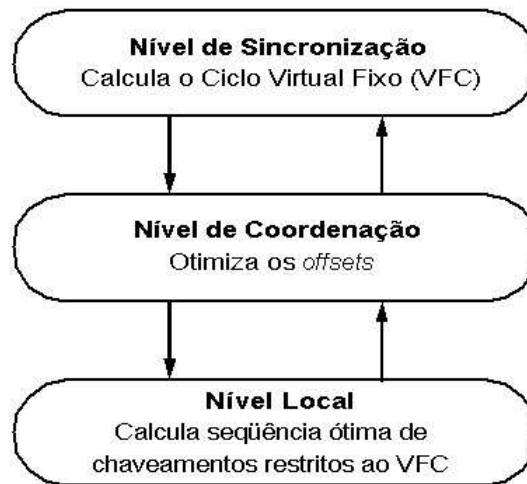 Nível de Sincronização
Calcula o Ciclo Virtual Fixo (VFC)
Nível de Coordenação
Otimiza os offsets
Nível Local
Calcula seqüência ótima de
chaveamentos restritos ao VFC